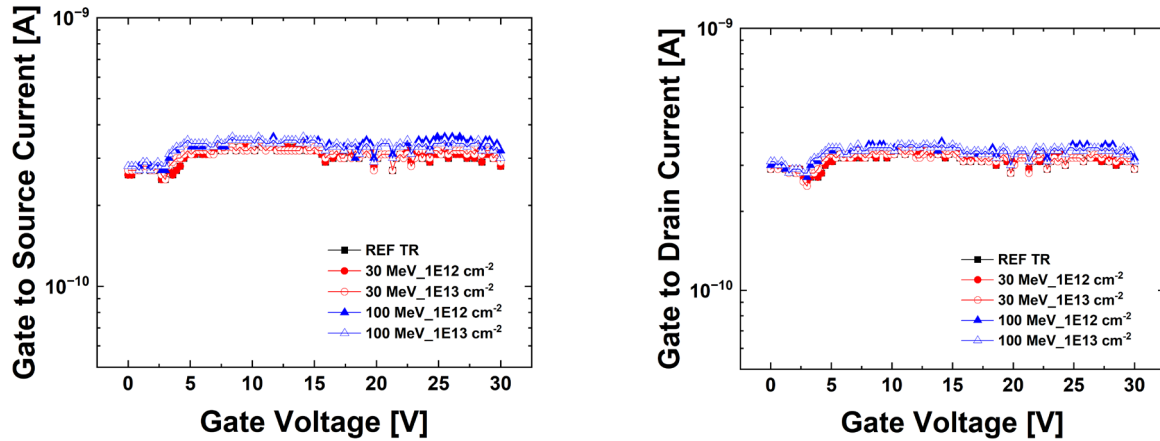 Gate to Source Current [A]
10⁻⁹
10⁻¹⁰
REF TR
30 MeV_1E12 cm⁻²
30 MeV_1E13 cm⁻²
100 MeV_1E12 cm⁻²
100 MeV_1E13 cm⁻²
0 5 10 15 20 25 30
Gate Voltage [V]
Gate to Drain Current [A]
10⁻⁹
10⁻¹⁰
REF TR
30 MeV_1E12 cm⁻²
30 MeV_1E13 cm⁻²
100 MeV_1E12 cm⁻²
100 MeV_1E13 cm⁻²
0 5 10 15 20 25 30
Gate Voltage [V]